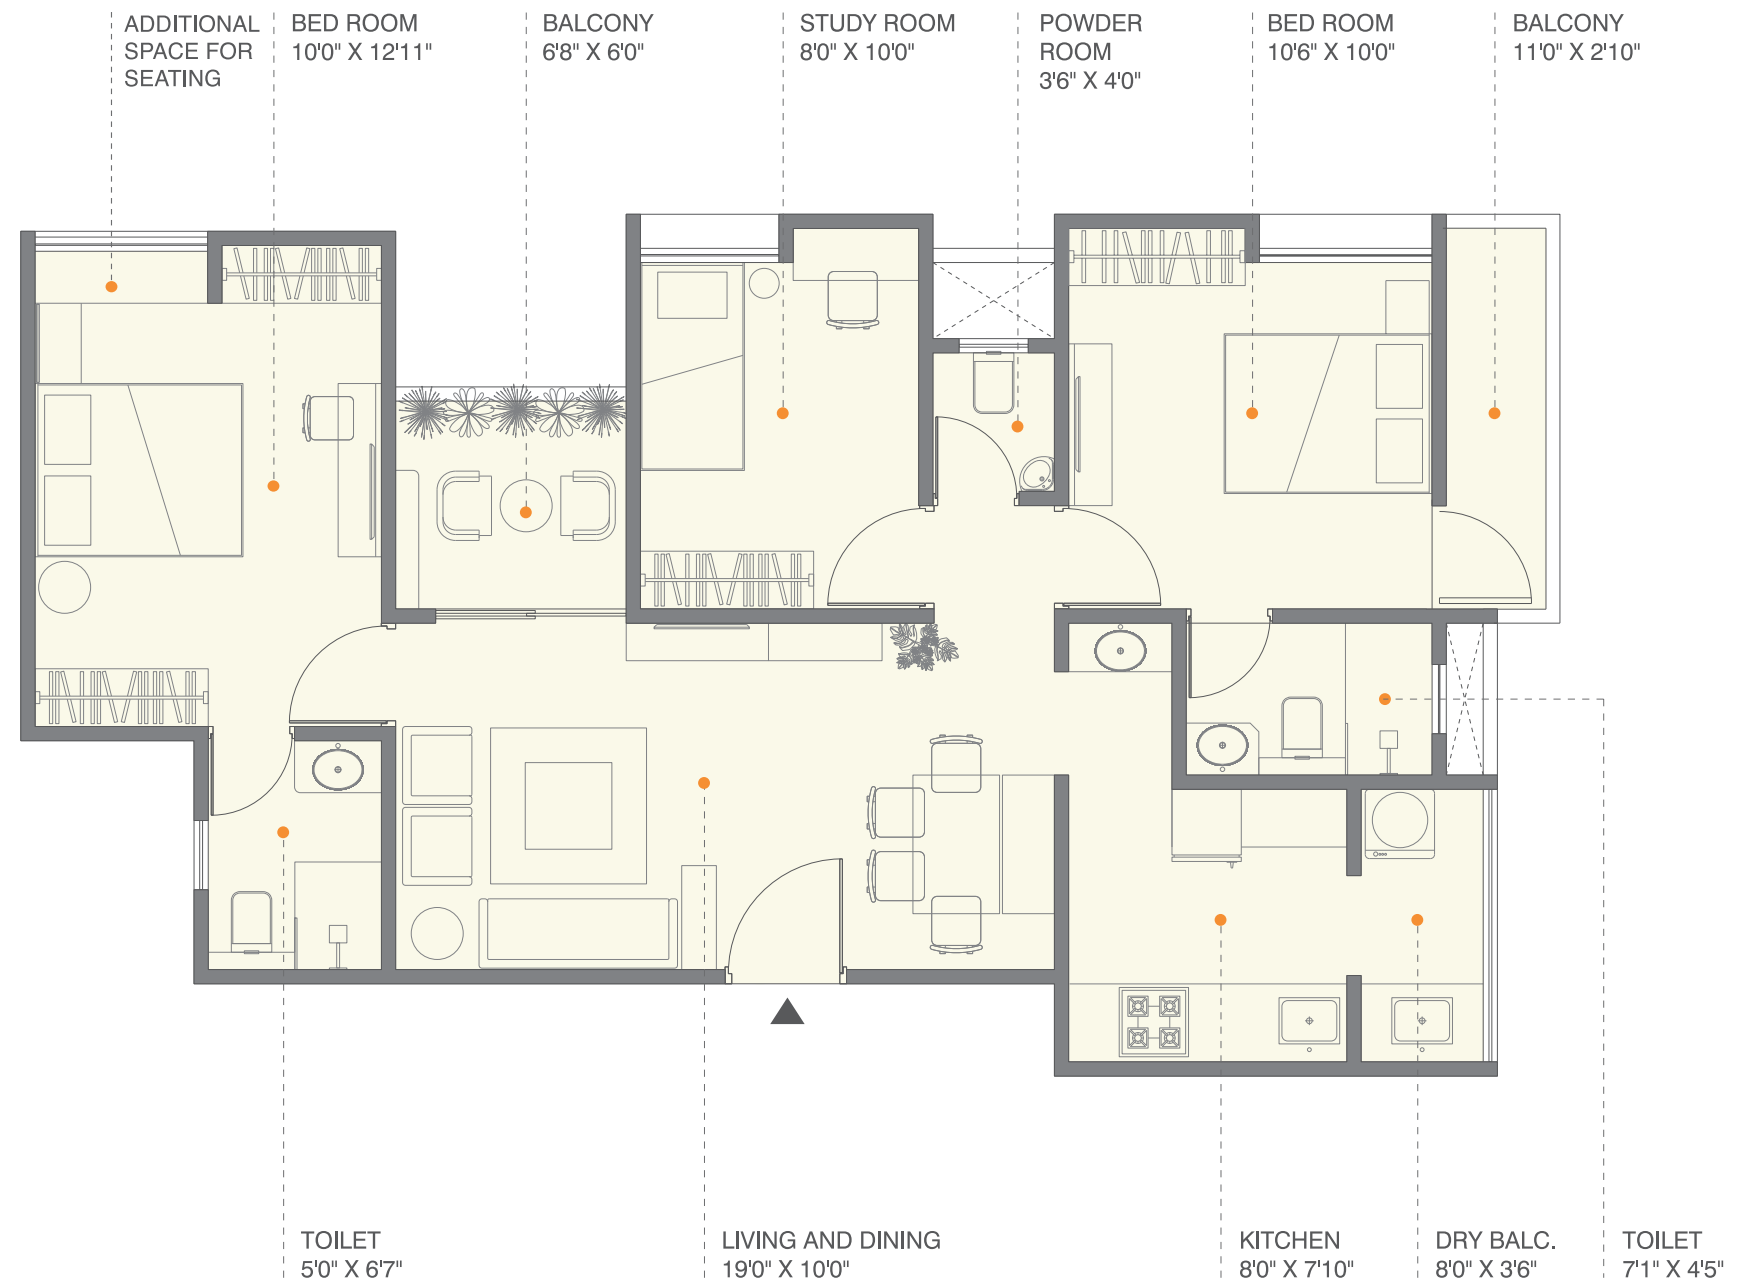 ADDITIONAL
SPACE FOR
SEATING
BED ROOM
10'0" X 12'11"
BALCONY
6'8" X 6'0"
STUDY ROOM
8'0" X 10'0"
POWDER
ROOM
3'6" X 4'0"
BED ROOM
10'6" X 10'0"
BALCONY
11'0" X 2'10"
TOILET
5'0" X 6'7"
LIVING AND DINING
19'0" X 10'0"
KITCHEN
8'0" X 7'10"
DRY BALC.
8'0" X 3'6"
TOILET
7'1" X 4'5"